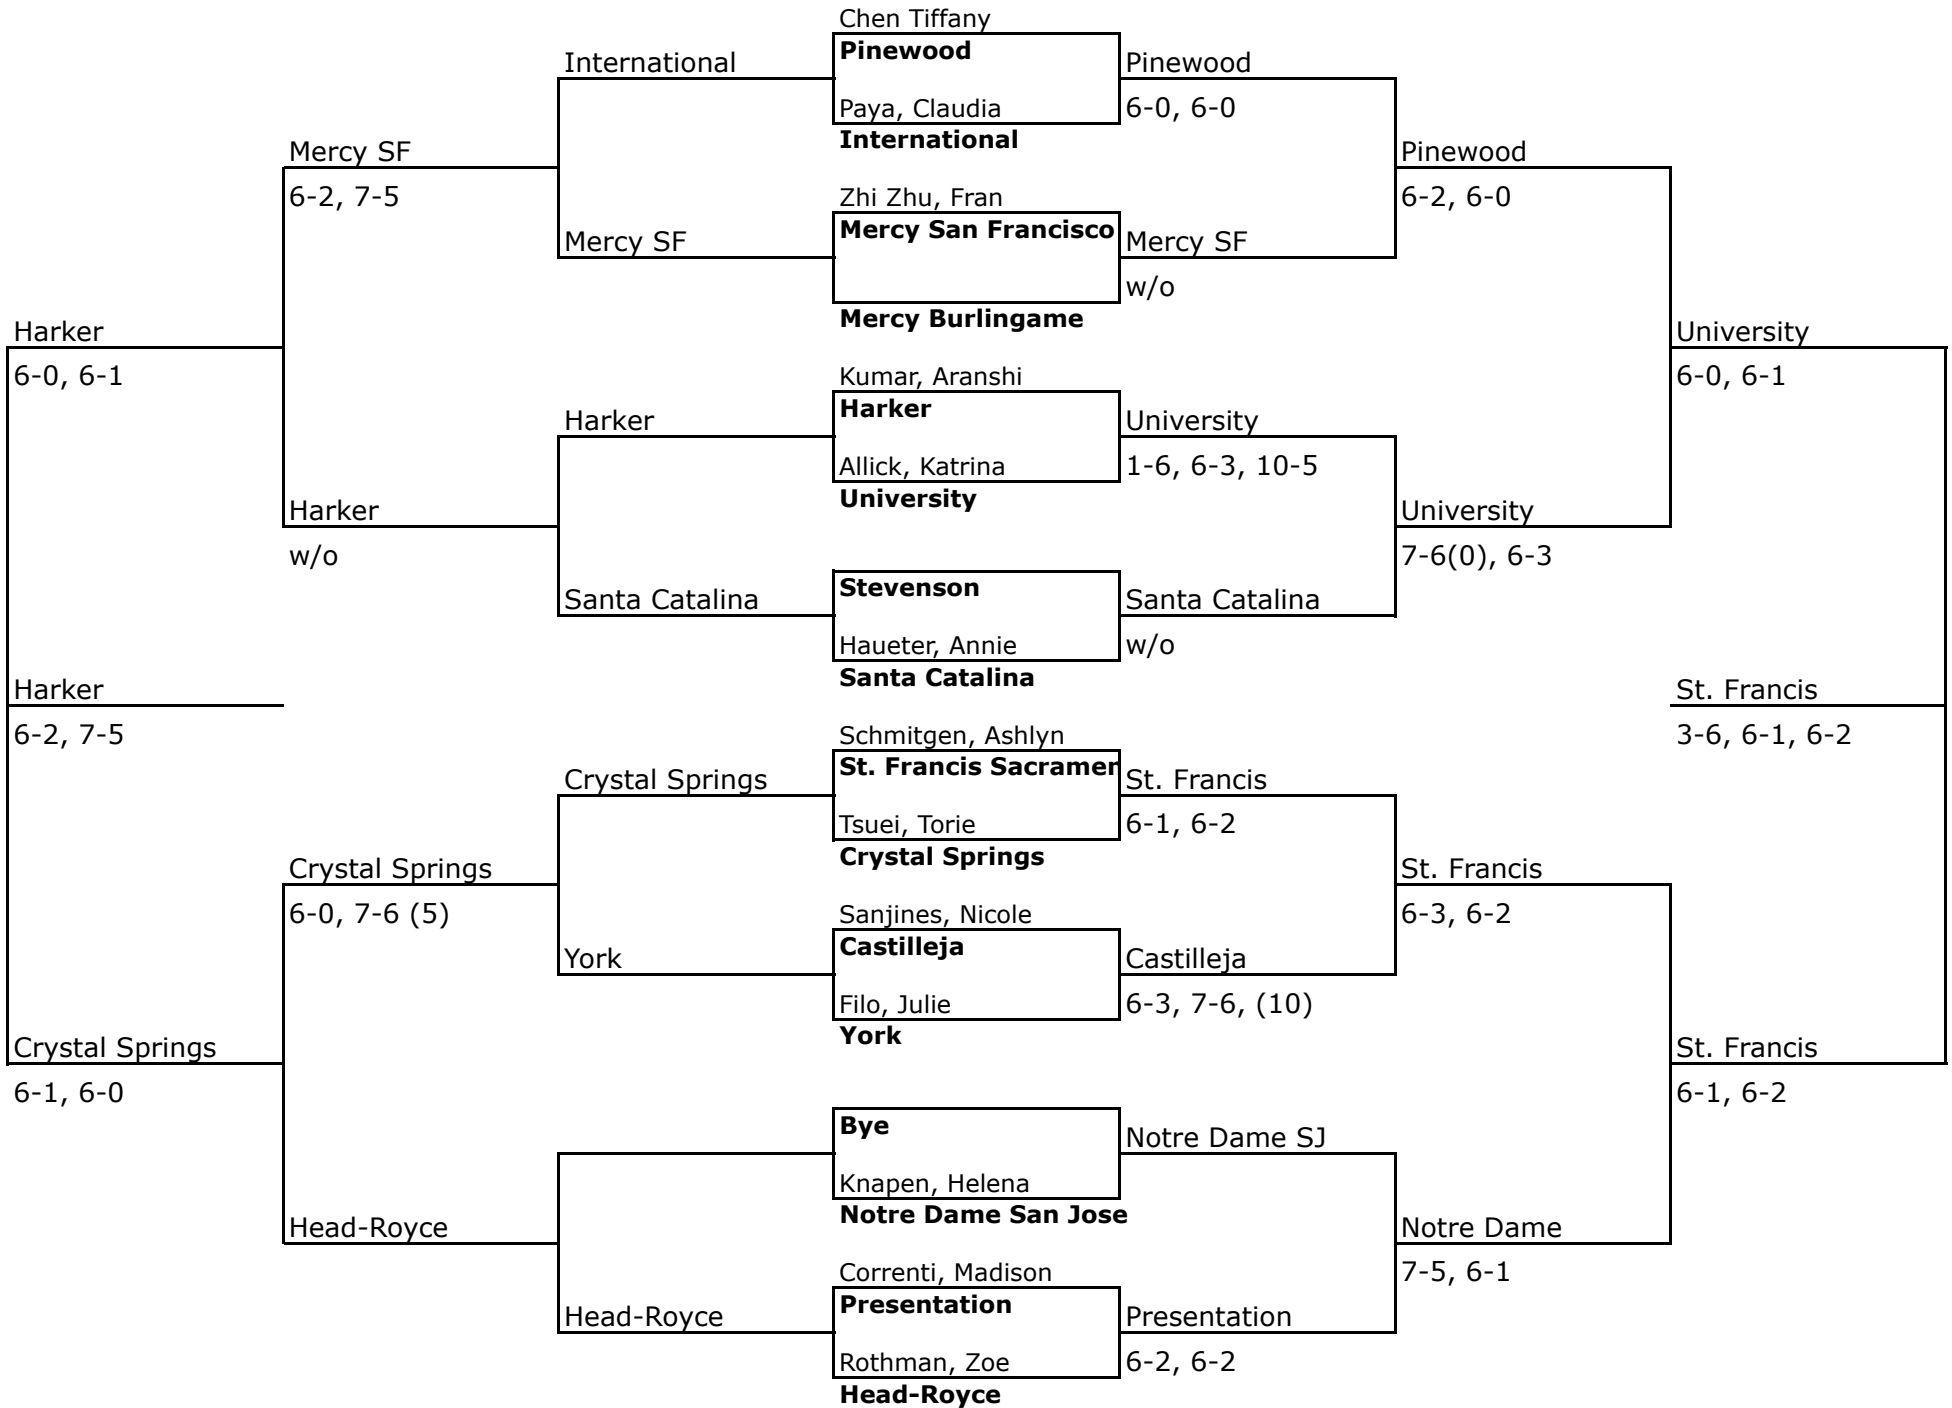 Chen Tiffany
International
Pinewood
Pinewood
Paya, Claudia
6-0, 6-0
International
Mercy SF
Pinewood
6-2, 7-5
Zhi Zhu, Fran
6-2, 6-0
Mercy SF
Mercy San Francisco
Mercy SF
w/o
Mercy Burlingame
Harker
University
6-0, 6-1
Kumar, Aranshi
6-0, 6-1
Harker
Harker
University
Allick, Katrina
1-6, 6-3, 10-5
University
Harker
University
w/o
7-6(0), 6-3
Santa Catalina
Stevenson
Santa Catalina
Haueter, Annie
w/o
Santa Catalina
Harker
St. Francis
6-2, 7-5
Schmitgen, Ashlyn
3-6, 6-1, 6-2
Crystal Springs
St. Francis Sacramen
St. Francis
Tsuei, Torie
6-1, 6-2
Crystal Springs
Crystal Springs
St. Francis
6-0, 7-6 (5)
Sanjines, Nicole
6-3, 6-2
York
Castilleja
Castilleja
Filo, Julie
6-3, 7-6, (10)
York
Crystal Springs
St. Francis
6-1, 6-0
6-1, 6-2
Bye
Notre Dame SJ
Knapen, Helena
Notre Dame San Jose
Head-Royce
Notre Dame
Correnti, Madison
7-5, 6-1
Head-Royce
Presentation
Presentation
Rothman, Zoe
6-2, 6-2
Head-Royce